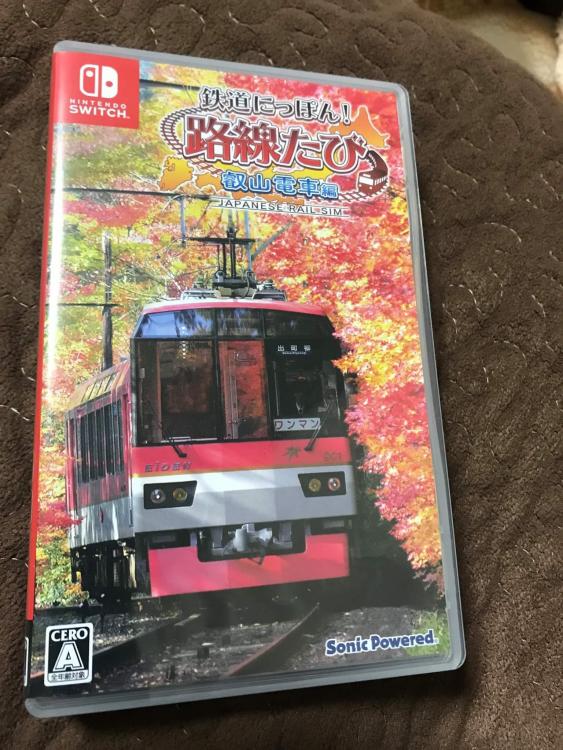 NINTENDO
SWITCH
鉄道にっぽん！
路線たび
叡山電車編
JAPANESE RAIL SIM
出町柳
ワンマン
901
CERO
A
全年齢対象
Sonic Powered